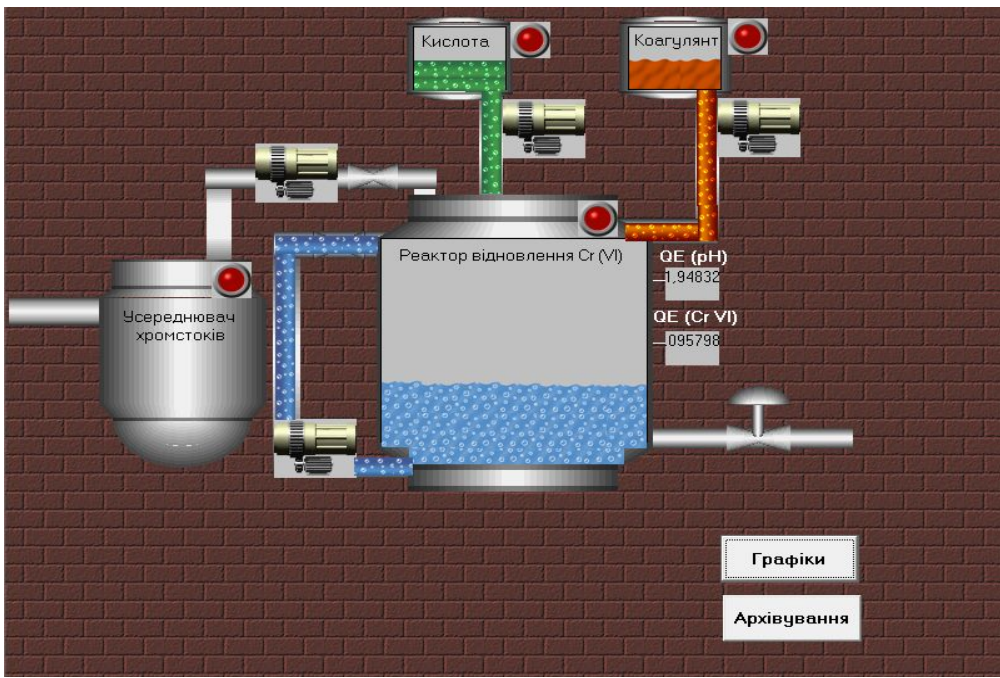 Кислота
Коагулянт
Реактор відновлення Cr (VI)
QE (pH)
1,94832
Усереднювач
хромстоків
QE (Cr VI)
095798
Графіки
Архівування